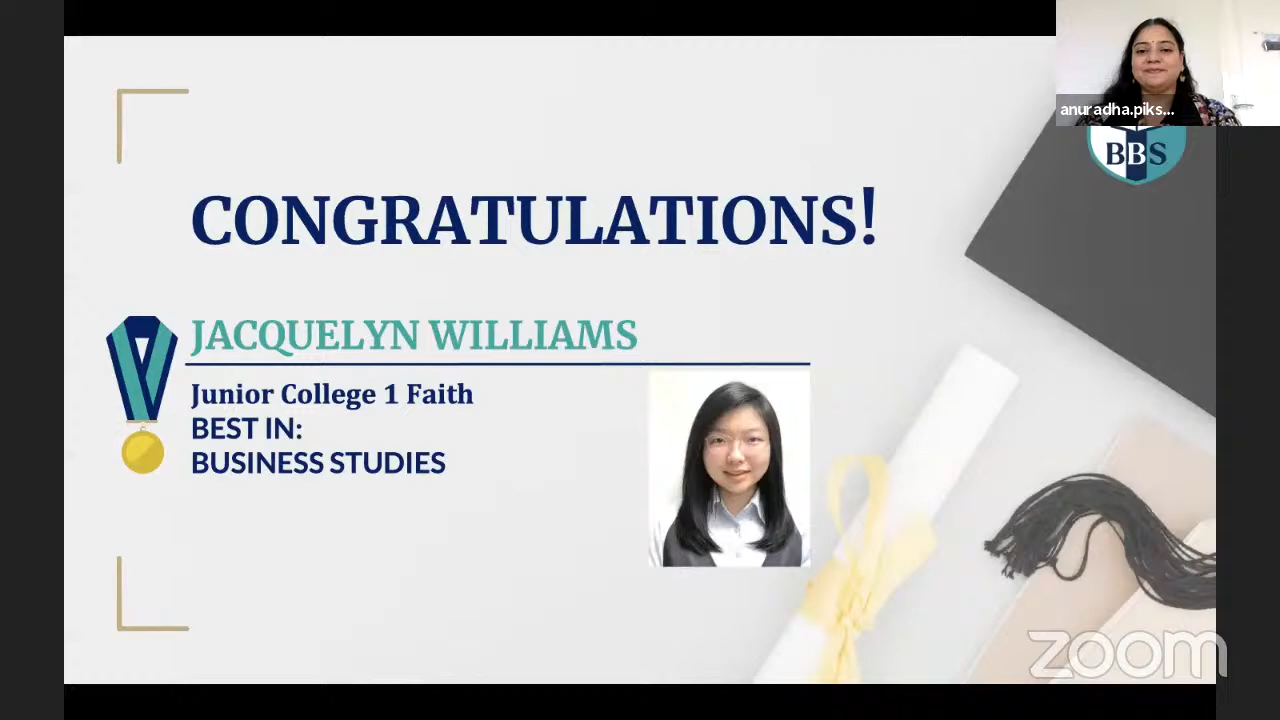 anuradha.piks...
BBS
CONGRATULATIONS!
JACQUELYN WILLIAMS
Junior College 1 Faith
BEST IN:
BUSINESS STUDIES
zoom